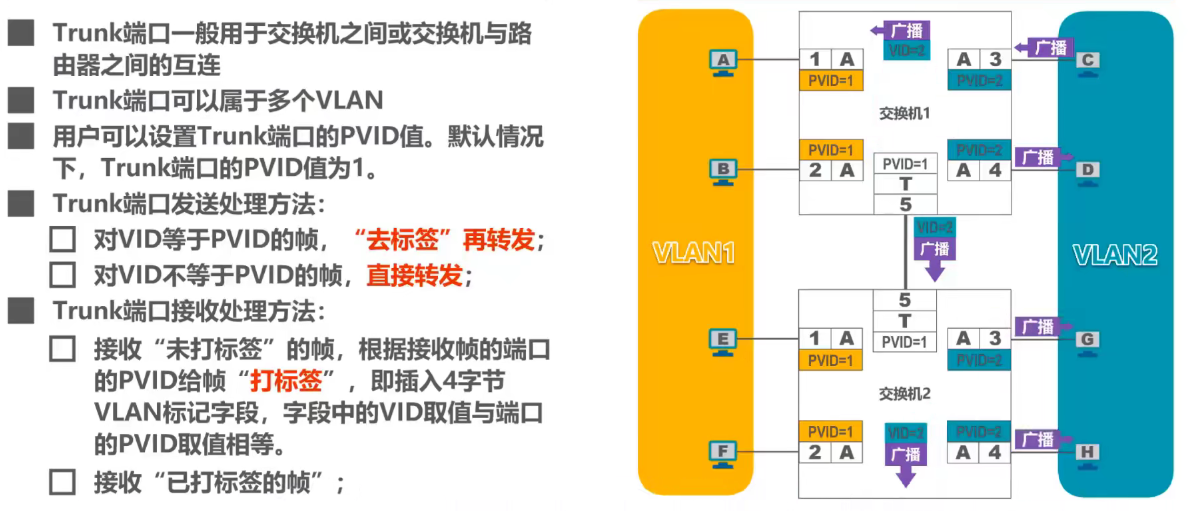 Trunk端口一般用于交换机之间或交换机与路
由器之间的互连
Trunk端口可以属于多个VLAN
用户可以设置Trunk端口的PVID值。默认情况
下，Trunk端口的PVID值为1。
Trunk端口发送处理方法：
对VID等于PVID的帧，“去标签”再转发；
对VID不等于PVID的帧，直接转发；
Trunk端口接收处理方法：
接收“未打标签”的帧，根据接收帧的端口
的PVID给帧“打标签”，即插入4字节
VLAN标记字段，字段中的VID取值与端口
的PVID取值相等。
接收“已打标签的帧”；
广播
VID=2
广播
A
1 A
A 3
C
PVID=1
PVID=2
交换机1
PVID=1
PVID=1
PVID=2
广播
B
2 A
T
A 4
D
5
VID=2
广播
VLAN1
VLAN2
5
广播
E
1 A
T
A 3
G
PVID=1
PVID=1
PVID=2
交换机2
PVID=1
VID=2
PVID=2
广播
F
2 A
广播
A 4
H